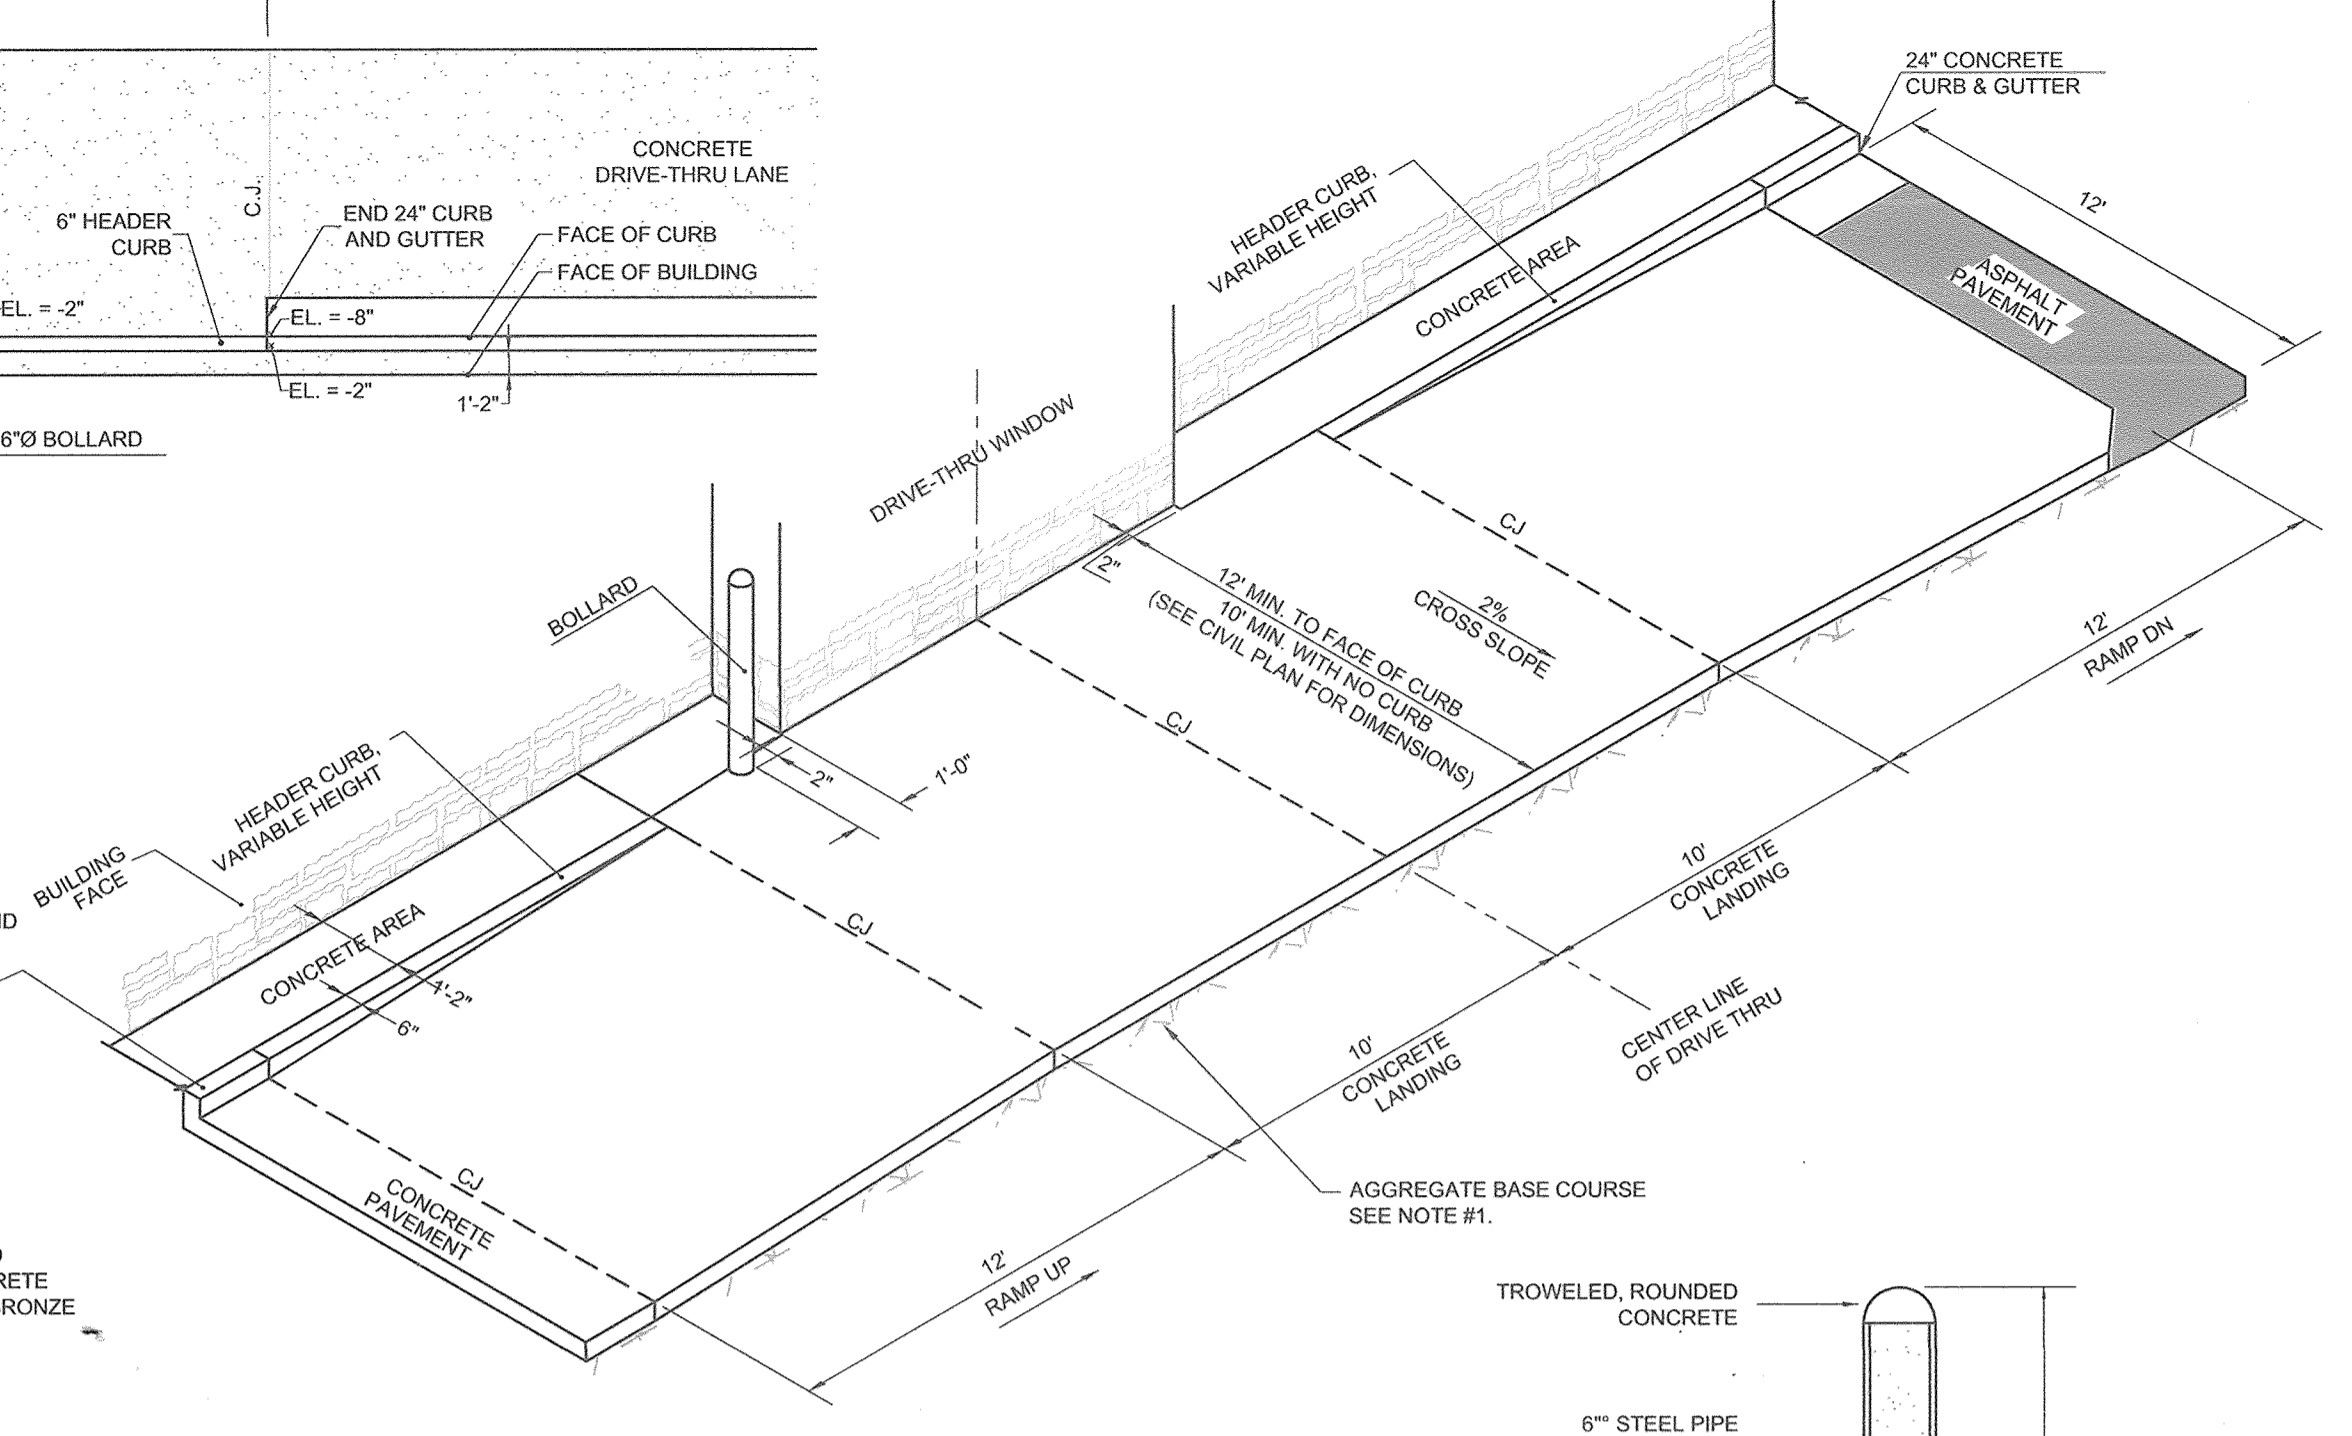 24" CONCRETE
CURB & GUTTER
CONCRETE
DRIVE-THRU LANE
C.J.
6" HEADER
CURB
END 24" CURB
AND GUTTER
FACE OF CURB
FACE OF BUILDING
EL. = -2"
EL. = -8"
EL. = -2"
1'-2"
6"Ø BOLLARD
HEADER CURB,
VARIABLE HEIGHT
CONCRETE AREA
12'
ASPHALT
PAVEMENT
DRIVE-THRU WINDOW
BOLLARD
2"
12' MIN. TO FACE OF CURB
10' MIN. WITH NO CURB
(SEE CIVIL PLAN FOR DIMENSIONS)
2%
CROSS SLOPE
CJ
CJ
12'
RAMP DN
2"
1'-0"
HEADER CURB,
VARIABLE HEIGHT
BUILDING
FACE
CONCRETE AREA
1'-2"
6"
CJ
10'
CONCRETE
LANDING
CENTER LINE
OF DRIVE THRU
10'
CONCRETE
LANDING
CJ
CONCRETE
PAVEMENT
12'
RAMP UP
AGGREGATE BASE COURSE
SEE NOTE #1.
RETE
BRONZE
TROWELED, ROUNDED
CONCRETE
6"° STEEL PIPE